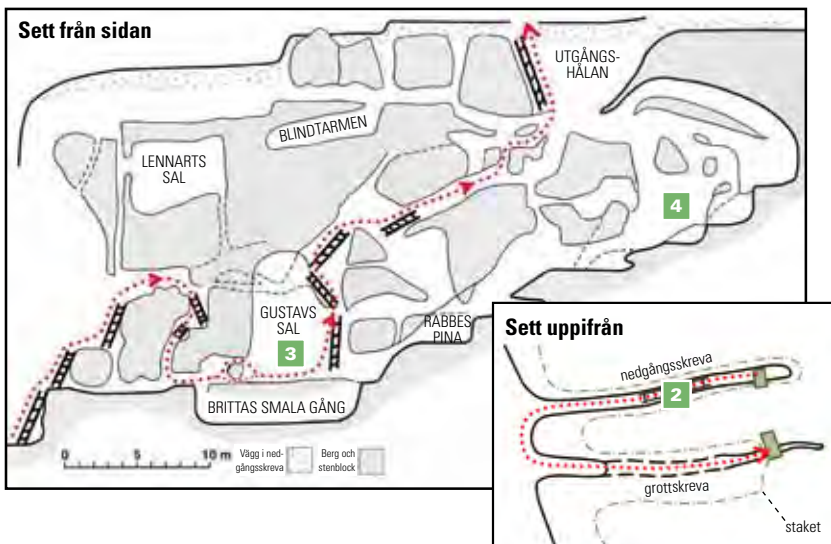 Sett från sidan
UTGÅNGS-
HÅLAN
BLINDTARMEN
LENNARTS
SAL
4
GUSTAVS
SAL
3
RABBES
PINA
BRITTAS SMALA GÅNG
0 5 10 m
Vägg i ned-
gångsskreva
Berg och
stenblock
Sett uppifrån
nedgångsskreva
2
grottskreva
staket